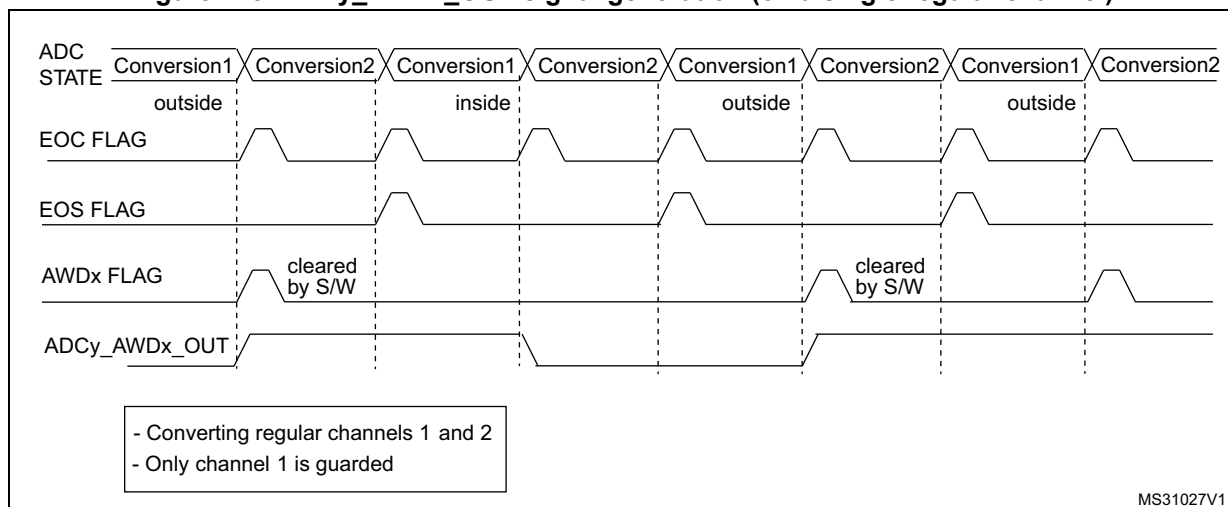 ADC STATE
Conversion1 Conversion2 Conversion1 Conversion2 Conversion1 Conversion2 Conversion1 Conversion2
outside inside outside outside
EOC FLAG
EOS FLAG
AWDx FLAG
cleared by S/W
cleared by S/W
ADCy_AWDx_OUT
- Converting regular channels 1 and 2
- Only channel 1 is guarded
MS31027V1